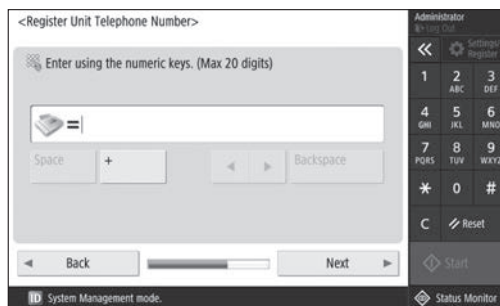 <Register Unit Telephone Number>
Enter using the numeric keys. (Max 20 digits)
=
Space + Backspace
Back Next
ID System Management mode.
Administrator
Log Out
Settings/
Register
1 2 3
ABC DEF
4 5 6
GHI JKL MNO
7 8 9
PQRS TUV WXYZ
* 0 #
C Reset
Start
Status Monitor